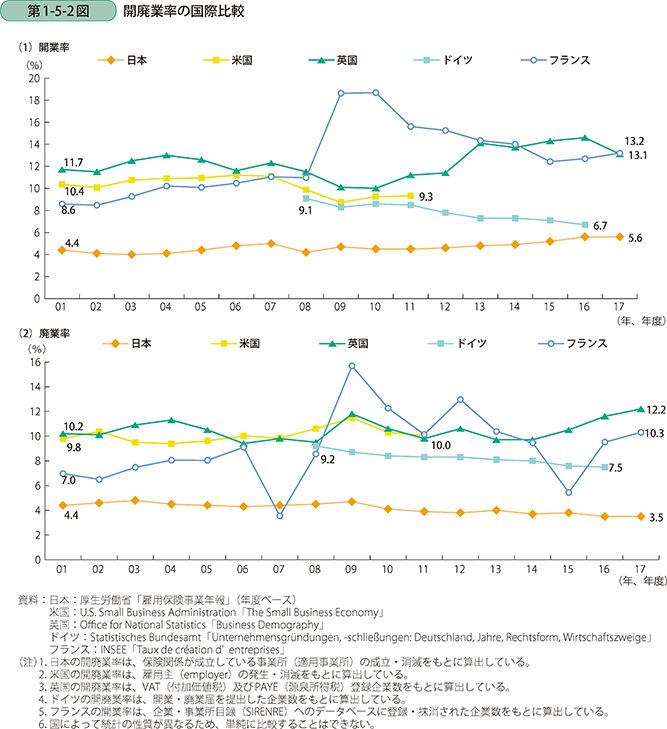 第1-5-2図 開廃業率の国際比較
(1)開業率
(%)
日本 米国 英国 ドイツ フランス
20
18
16
14
12
10
8
6
4
2
0
11.7
10.4
8.6
4.4
9.1
9.3
6.7
13.2
13.1
5.6
01 02 03 04 05 06 07 08 09 10 11 12 13 14 15 16 17
(年、年度)
(2)廃業率
(%)
日本 米国 英国 ドイツ フランス
16
14
12
10
8
6
4
2
0
10.2
9.8
7.0
4.4
9.2
10.0
7.5
12.2
10.3
3.5
01 02 03 04 05 06 07 08 09 10 11 12 13 14 15 16 17
(年、年度)
資料:日本:厚生労働省「雇用保険事業年報」(年度ベース)
米国:U.S. Small Business Administration「The Small Business Economy」
英国:Office for National Statistics「Business Demography」
ドイツ:Statistisches Bundesamt「Unternehmensgründungen, -schließungen: Deutschland, Jahre, Rechtsform, Wirtschaftszweige」
フランス:INSEE「Taux de création d’ entreprises」
(注)1. 日本の開廃業率は、保険関係が成立している事業所(適用事業所)の成立・消滅をもとに算出している。
2. 米国の開廃業率は、雇用主(employer)の発生・消滅をもとに算出している。
3. 英国の開廃業率は、VAT(付加価値税)及びPAYE(源泉所得税)登録企業数をもとに算出している。
4. ドイツの開廃業率は、開業・廃業届を提出した企業数をもとに算出している。
5. フランスの開業率は、企業・事業所目録(SIRENRE)へのデータベースに登録・抹消された企業数をもとに算出している。
6. 国によって統計の性質が異なるため、単純に比較することはできない。